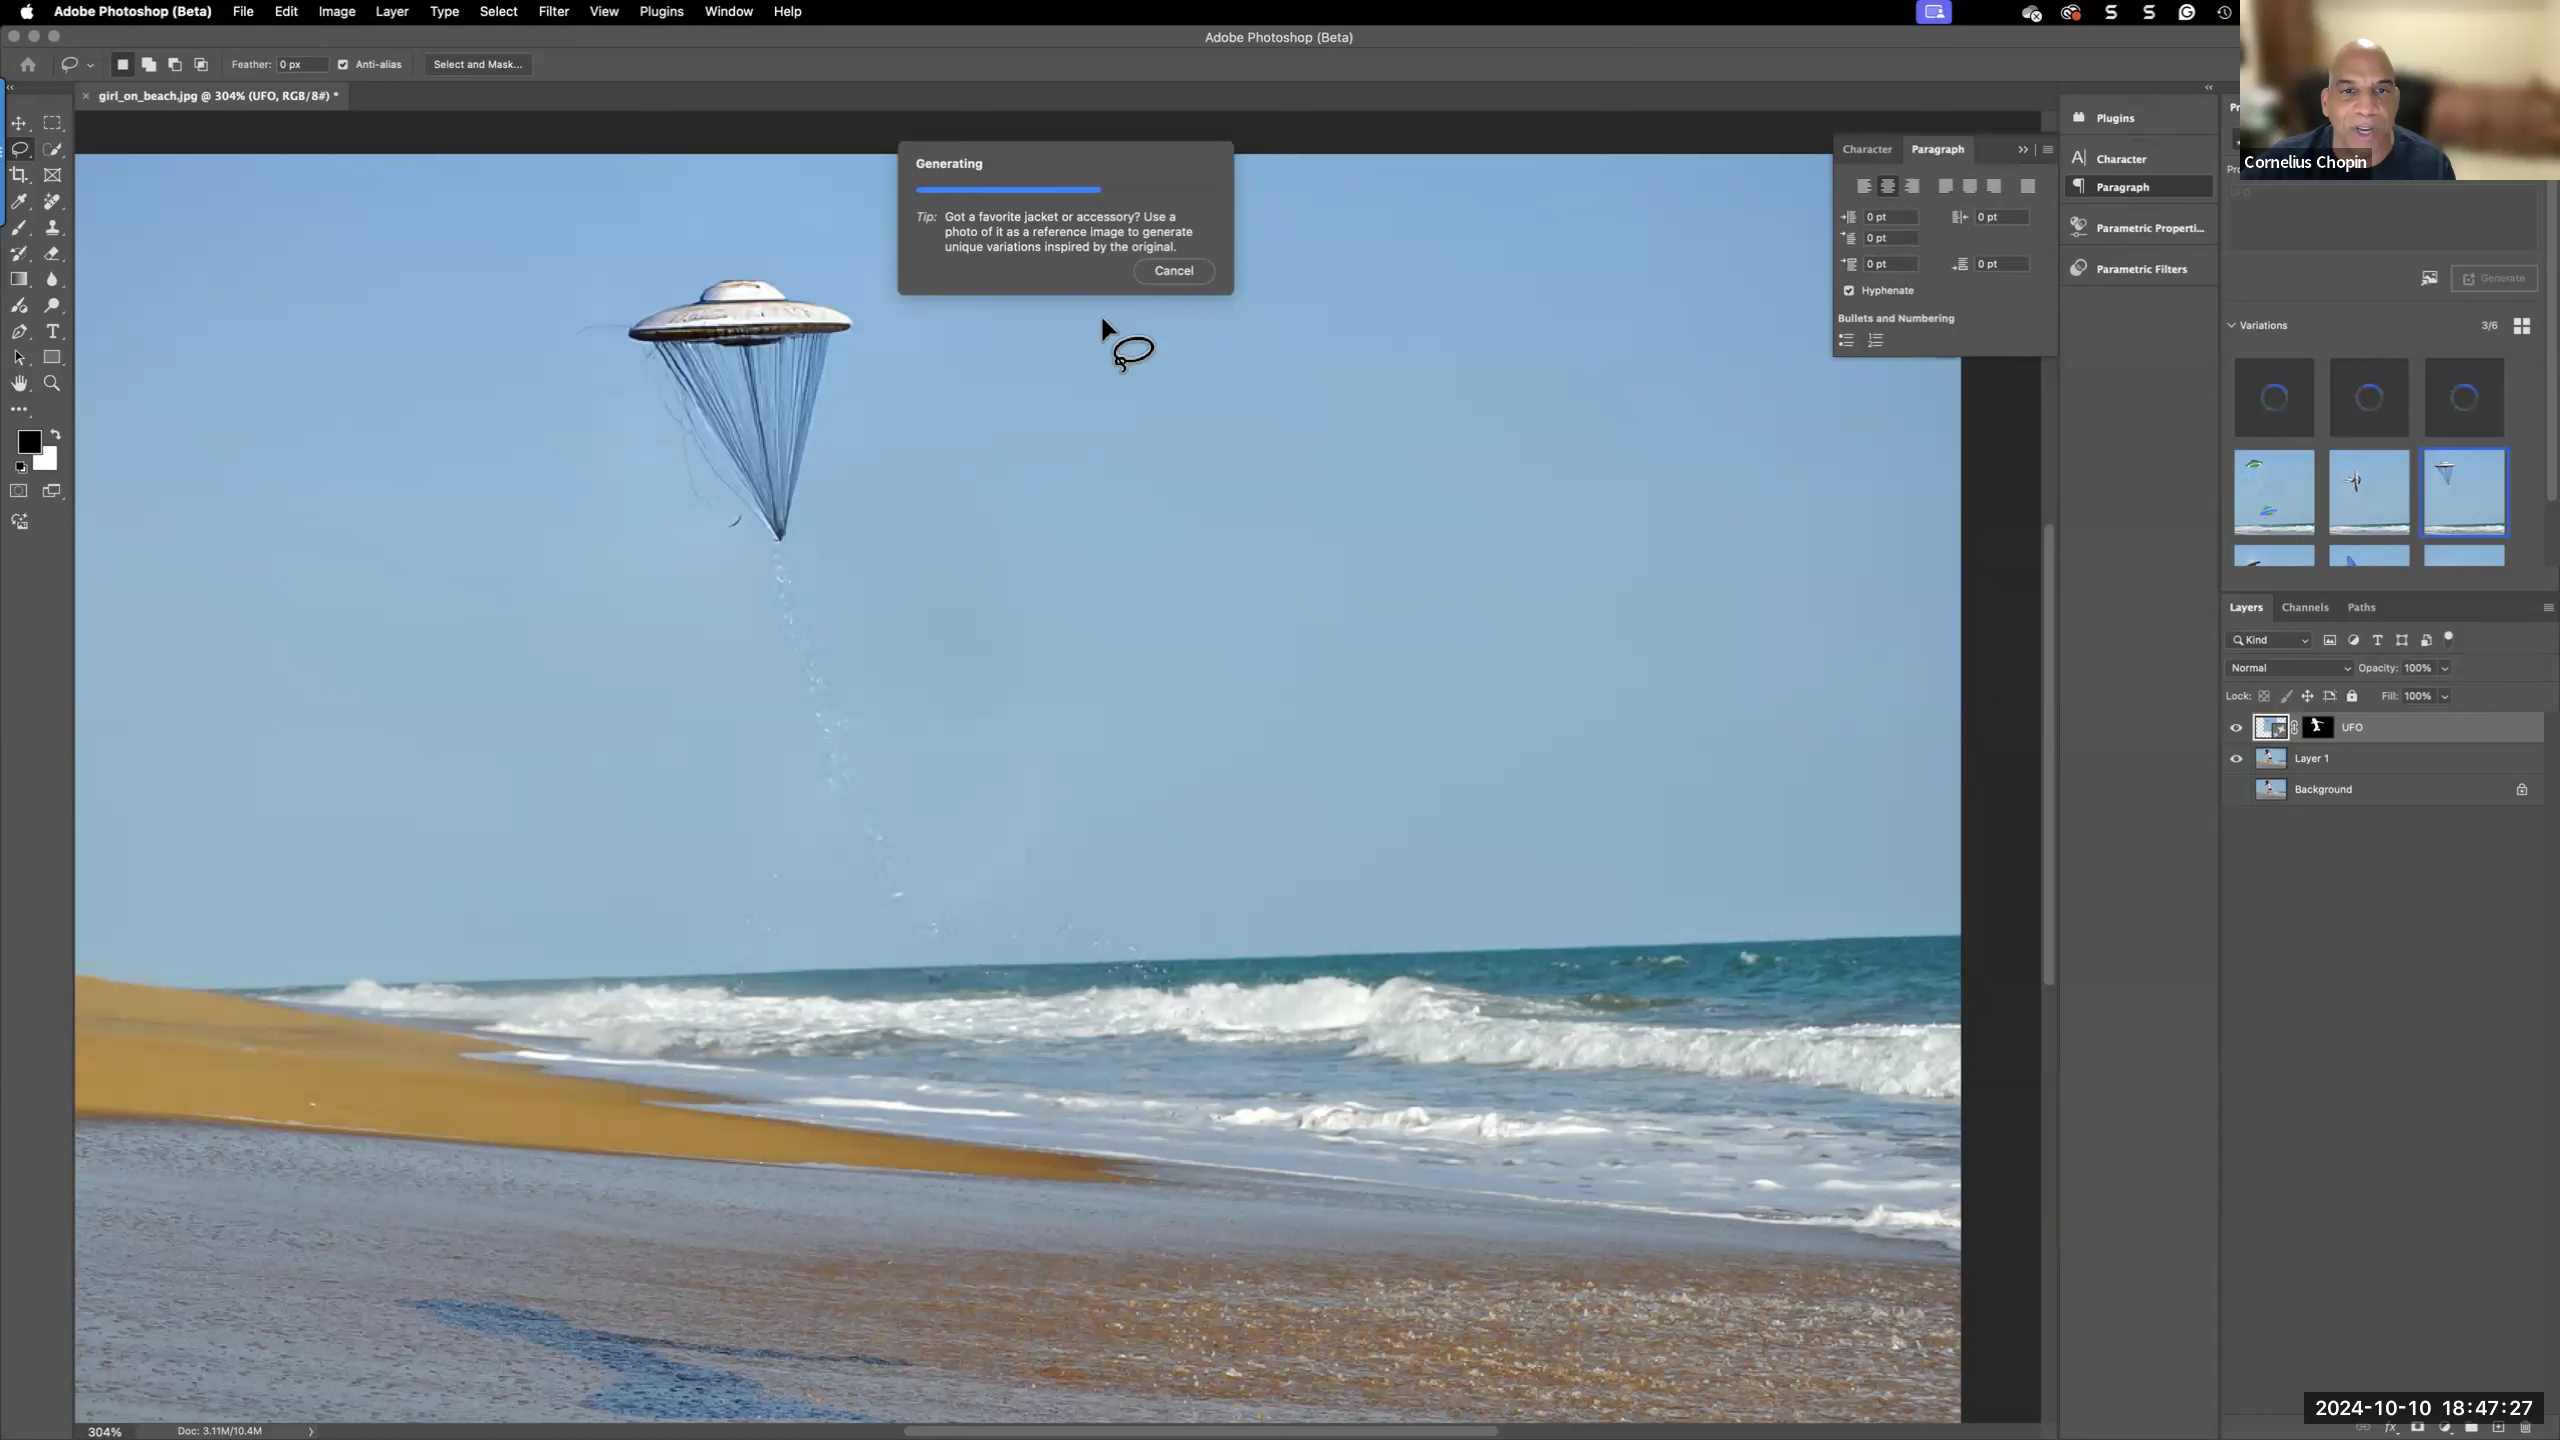 Adobe Photoshop (Beta) File Edit Image Layer Type Select Filter View Plugins Window Help
Adobe Photoshop (Beta)
Feather: 0 px Anti-alias Select and Mask...
girl_on_beach.jpg @ 304% (UFO, RGB/8#) *
Generating
Tip: Got a favorite jacket or accessory? Use a
photo of it as a reference image to generate
unique variations inspired by the original.
Cancel
Character Paragraph
0 pt 0 pt
0 pt
0 pt 0 pt
Hyphenate
Bullets and Numbering
Plugins
Character
Paragraph
Parametric Properti...
Parametric Filters
Cornelius Chopin
UFO
Generate
Variations 3/6
Layers Channels Paths
Kind
Normal Opacity: 100%
Lock: Fill: 100%
UFO
Layer 1
Background
2024-10-10 18:47:27
304% Doc: 3.11M/10.4M